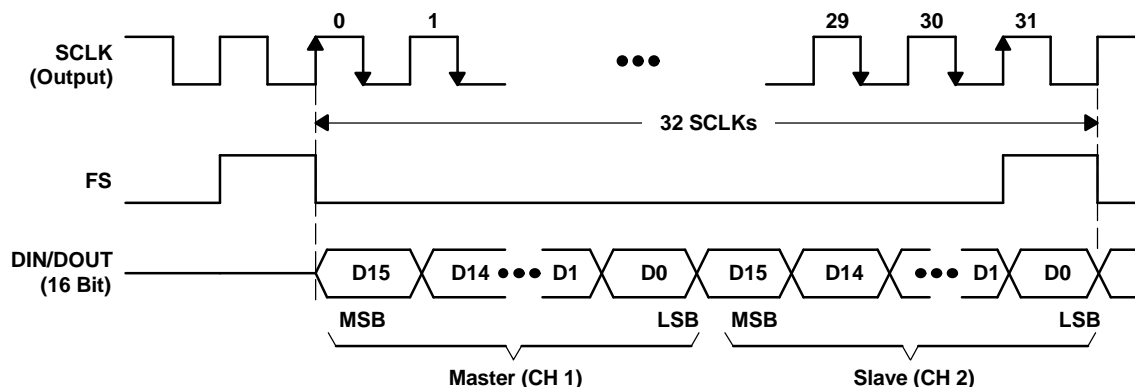 0 1 29 30 31
SCLK
(Output)
32 SCLKs
FS
DIN/DOUT
(16 Bit)
D15 D14 D1 D0 D15 D14 D1 D0
MSB LSB MSB LSB
Master (CH 1) Slave (CH 2)